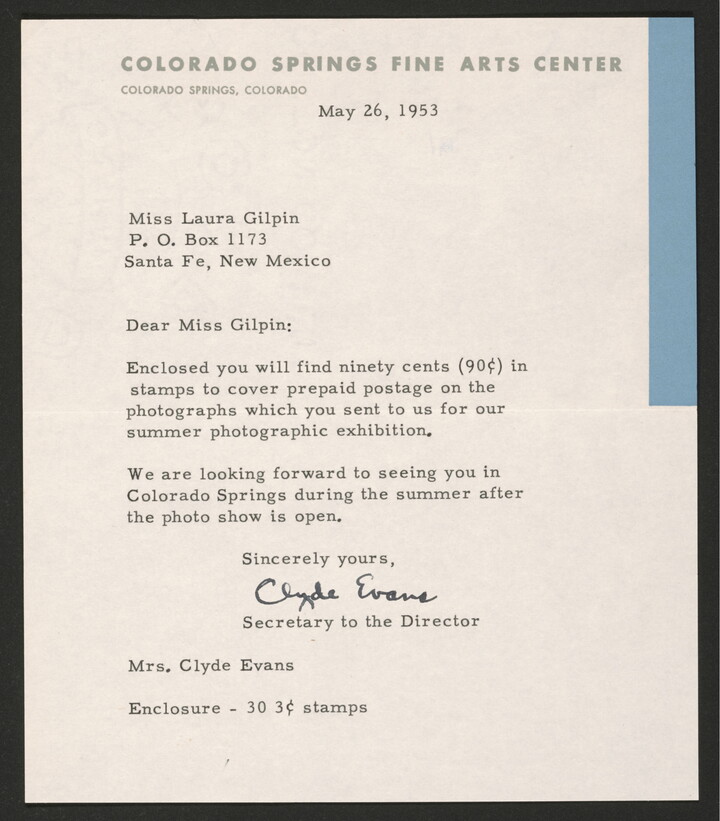 COLORADO SPRINGS FINE ARTS CENTER
COLORADO SPRINGS, COLORADO
May 26, 1953
Miss Laura Gilpin
P. O. Box 1173
Santa Fe, New Mexico
Dear Miss Gilpin:
Enclosed you will find ninety cents (90¢) in
stamps to cover prepaid postage on the
photographs which you sent to us for our
summer photographic exhibition.
We are looking forward to seeing you in
Colorado Springs during the summer after
the photo show is open.
Sincerely yours,
Clyde Evans
Secretary to the Director
Mrs. Clyde Evans
Enclosure - 30 3¢ stamps